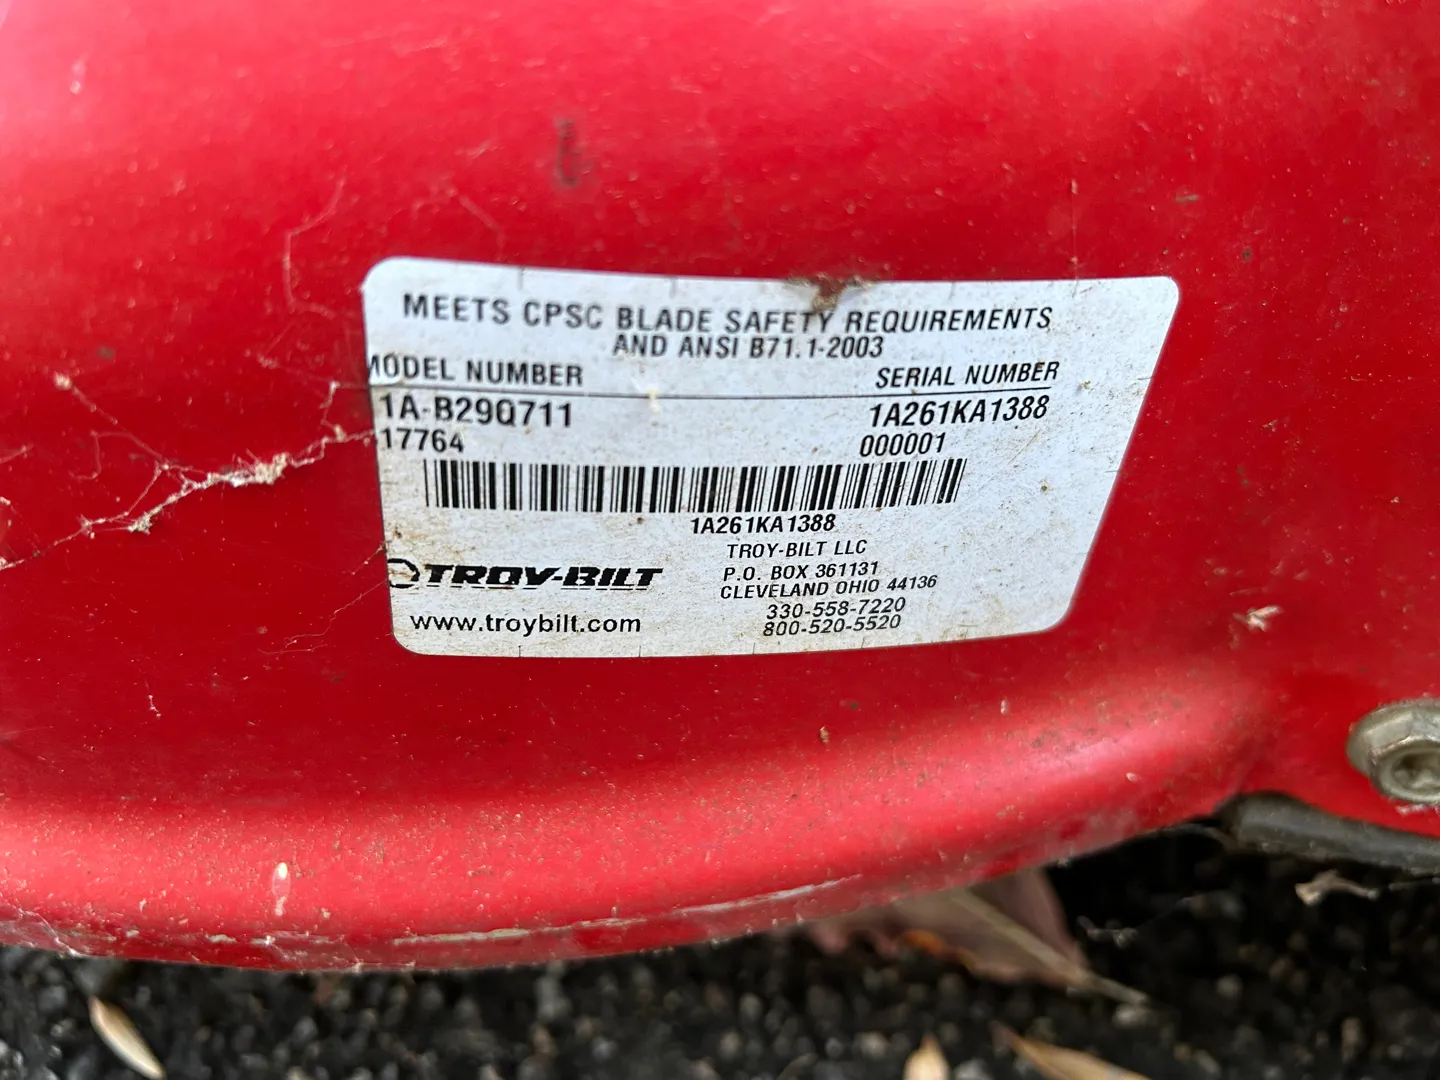 MEETS CPSC BLADE SAFETY REQUIREMENTS
AND ANSI B71.1-2003
MODEL NUMBER SERIAL NUMBER
1A-B29Q711 1A261KA1388
17764 000001
1A261KA1388
TROY-BILT
www.troybilt.com
TROY-BILT LLC
P.O. BOX 361131
CLEVELAND OHIO 44136
330-558-7220
800-520-5520